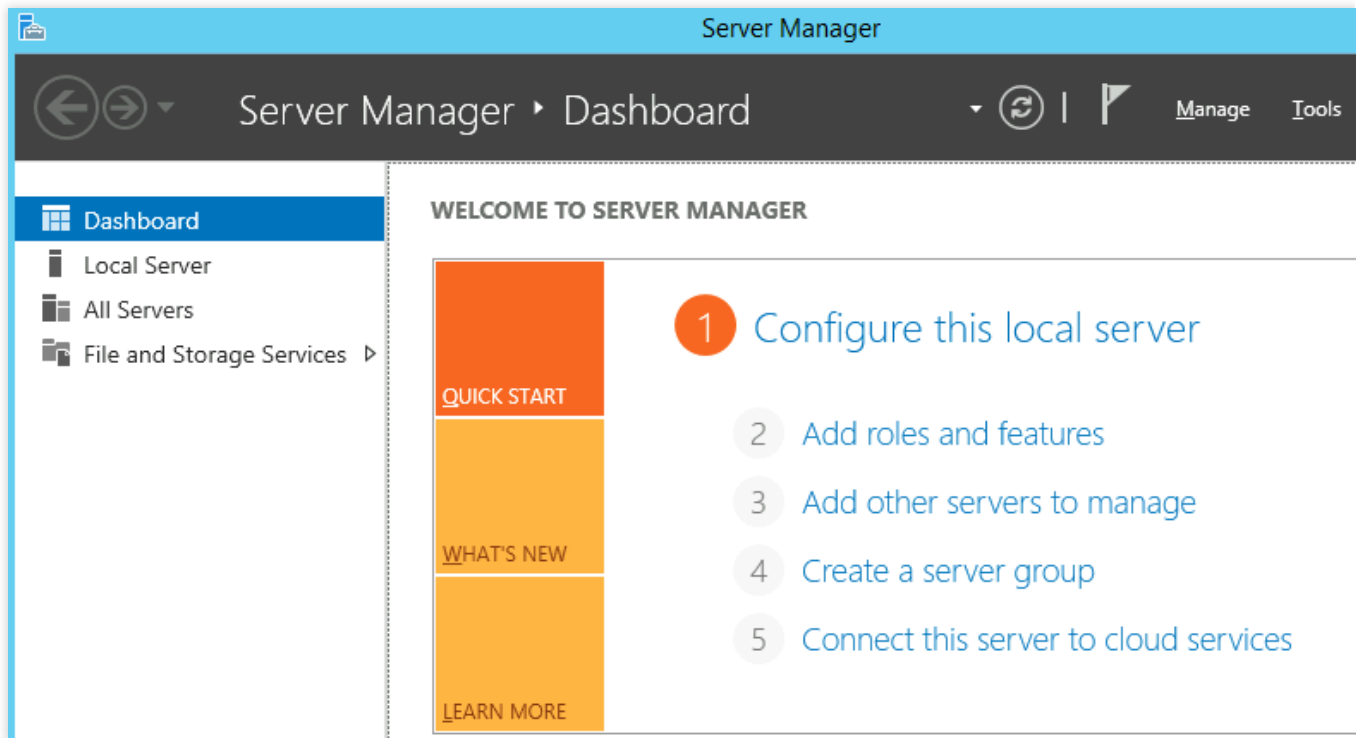 Server Manager
Server Manager ‣ Dashboard
Manage
Tools
Dashboard
Local Server
All Servers
File and Storage Services
WELCOME TO SERVER MANAGER
QUICK START
WHAT'S NEW
LEARN MORE
1 Configure this local server
2 Add roles and features
3 Add other servers to manage
4 Create a server group
5 Connect this server to cloud services